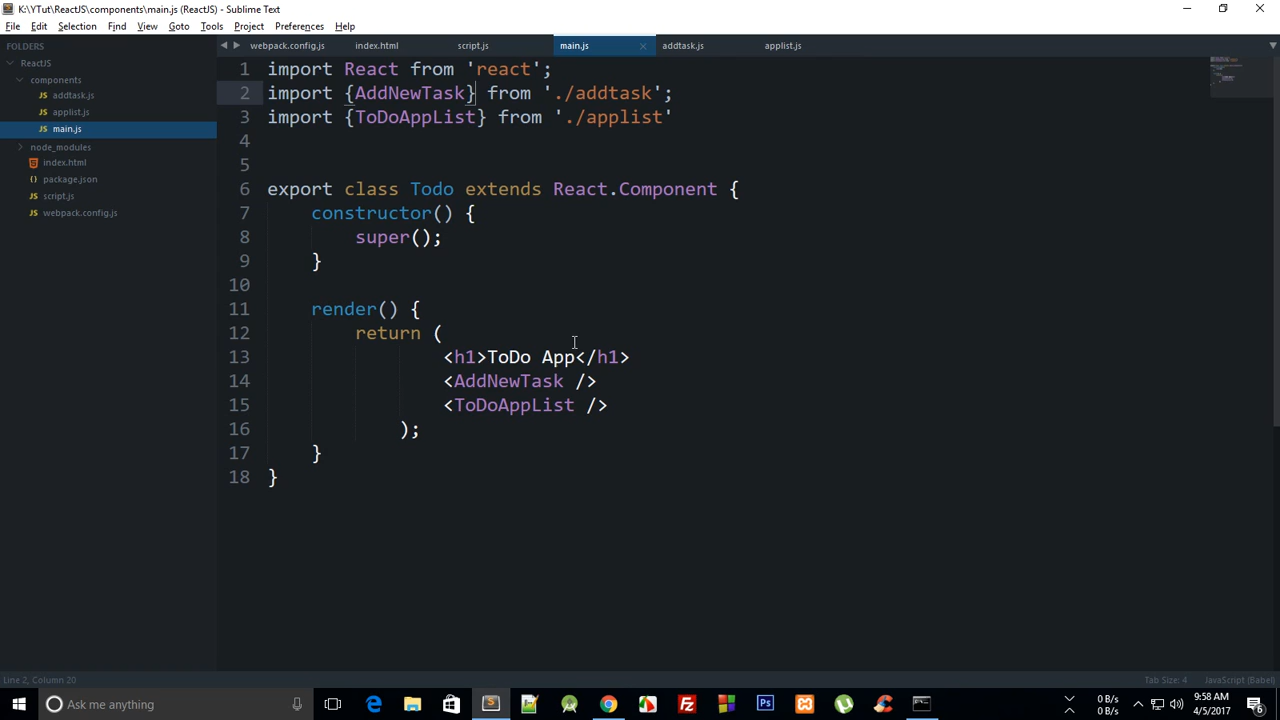 K:\YTut\ReactJS\components\main.js (ReactJS) - Sublime Text
File Edit Selection Find View Goto Tools Project Preferences Help
FOLDERS
ReactJS
components
addtask.js
applist.js
main.js
node_modules
index.html
package.json
script.js
webpack.config.js
webpack.config.js index.html script.js main.js addtask.js applist.js
1 import React from 'react';
2 import {AddNewTask} from './addtask';
3 import {ToDoAppList} from './applist'
4
5
6 export class Todo extends React.Component {
7 constructor() {
8 super();
9 }
10
11 render() {
12 return (
13 <h1>ToDo App</h1>
14 <AddNewTask />
15 <ToDoAppList />
16 );
17 }
18 }
Line 2, Column 20
Tab Size: 4 JavaScript (Babel)
Ask me anything
0 B/s
0 B/s
9:58 AM
4/5/2017
6